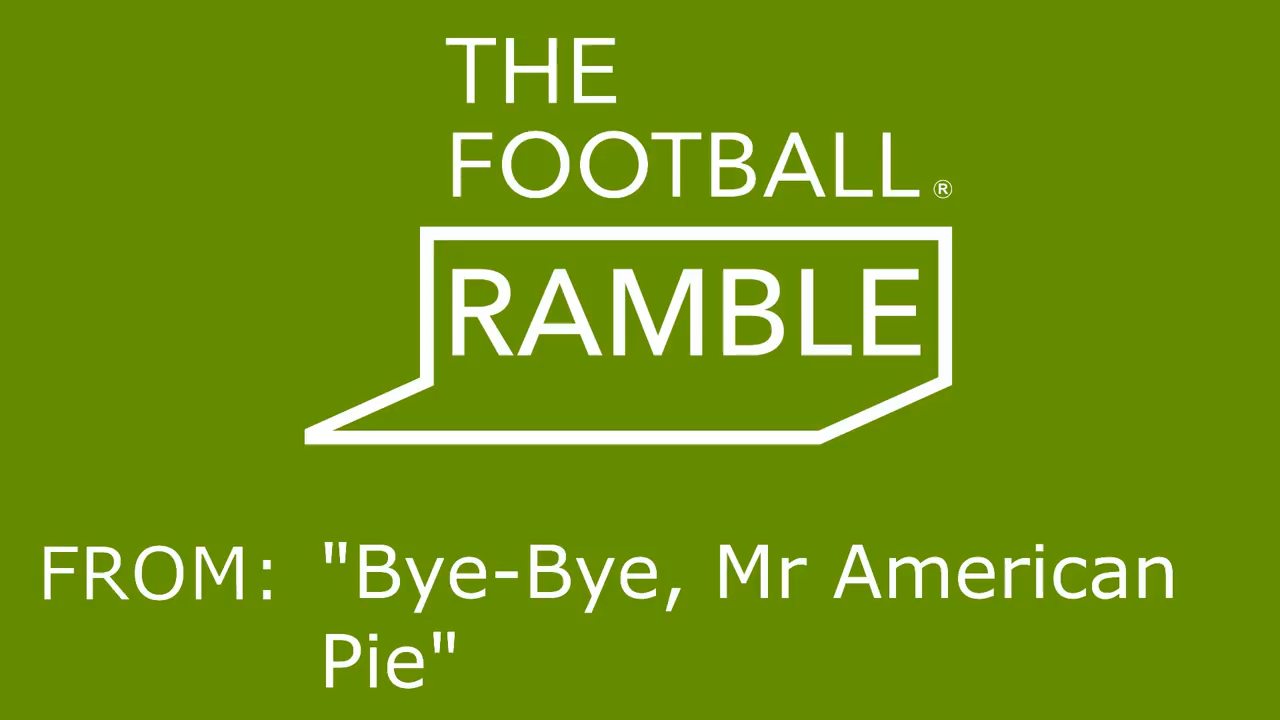 THE
FOOTBALL ®
RAMBLE
FROM: "Bye-Bye, Mr American
Pie"